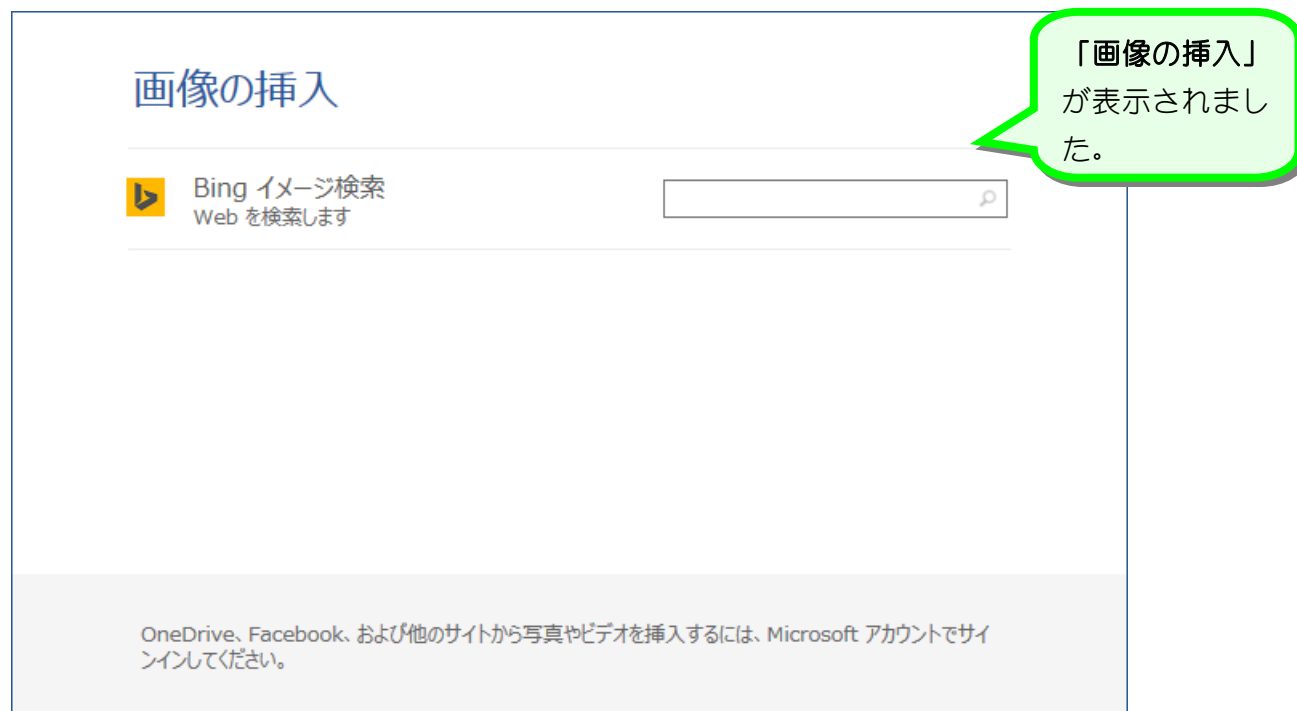 画像の挿入
「画像の挿入」
が表示されまし
た。
Bing イメージ検索
Web を検索します
OneDrive、Facebook、および他のサイトから写真やビデオを挿入するには、Microsoft アカウントでサイ
ンインしてください。